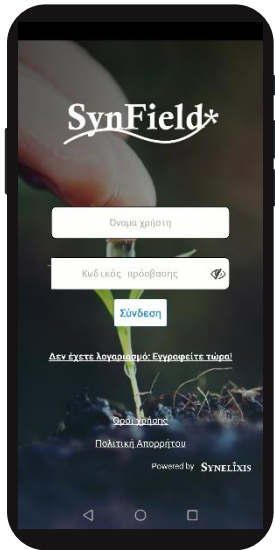 SynField*
Όνομα χρήστη
Κωδικός πρόσβασης
Σύνδεση
Δεν έχετε λογαριασμό; Εγγραφείτε τώρα!
Όροι χρήσης
Πολιτική Απορρήτου
Powered by SYNELIXIS